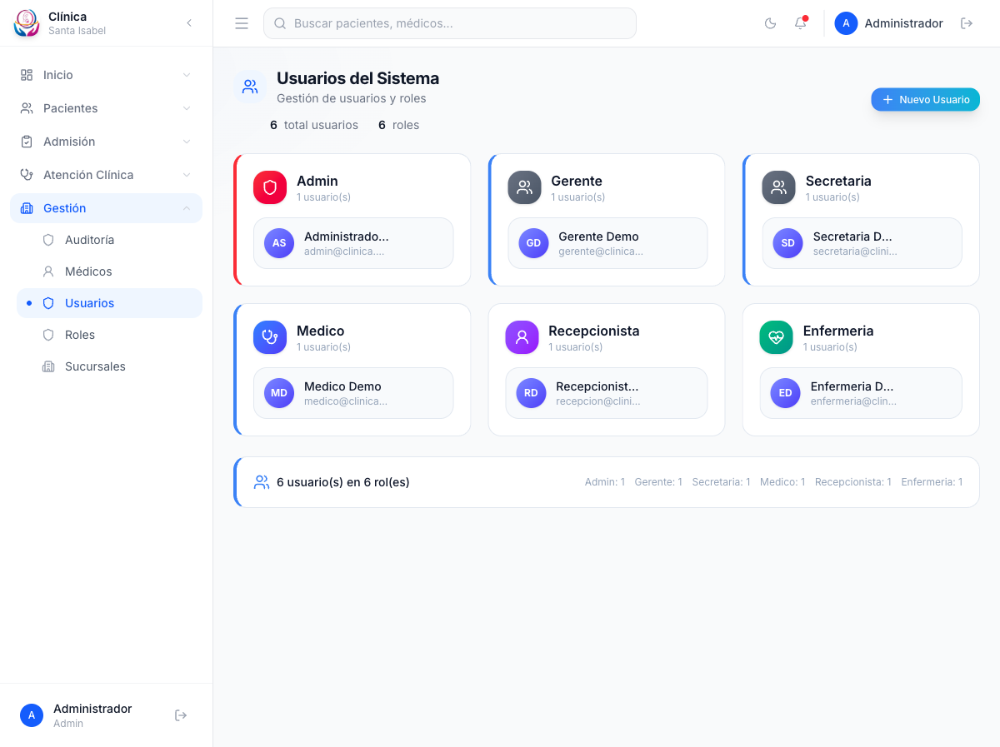 Clínica
Santa Isabel
Inicio
Pacientes
Admisión
Atención Clínica
Gestión
Auditoría
Médicos
Usuarios
Roles
Sucursales
A Administrador
Admin
Buscar pacientes, médicos...
A Administrador
Usuarios del Sistema
Gestión de usuarios y roles
6 total usuarios 6 roles
+ Nuevo Usuario
Admin
1 usuario(s)
AS Administrado...
admin@clinica....
Gerente
1 usuario(s)
GD Gerente Demo
gerente@clinica...
Secretaria
1 usuario(s)
SD Secretaria D...
secretaria@clini...
Medico
1 usuario(s)
MD Medico Demo
medico@clinica...
Recepcionista
1 usuario(s)
RD Recepcionist...
recepcion@clini...
Enfermeria
1 usuario(s)
ED Enfermeria D...
enfermeria@clin...
6 usuario(s) en 6 rol(es)
Admin: 1 Gerente: 1 Secretaria: 1 Medico: 1 Recepcionista: 1 Enfermeria: 1